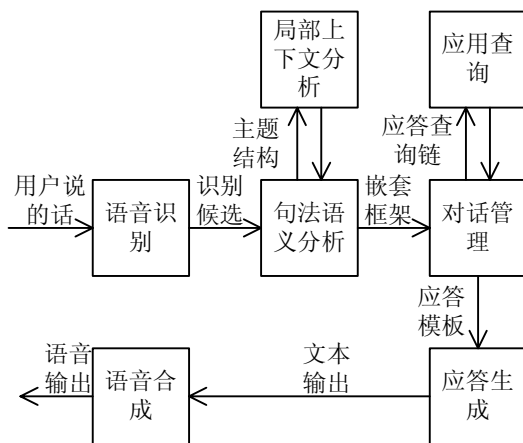 局部上
下文分
析
应用查
询
主题
结构
应答查
询链
用户说
的话
语音识
别
识别
候选
句法语
义分析
嵌套
框架
对话管
理
应答
模板
语音
输出
语音合
成
文本
输出
应答生
成